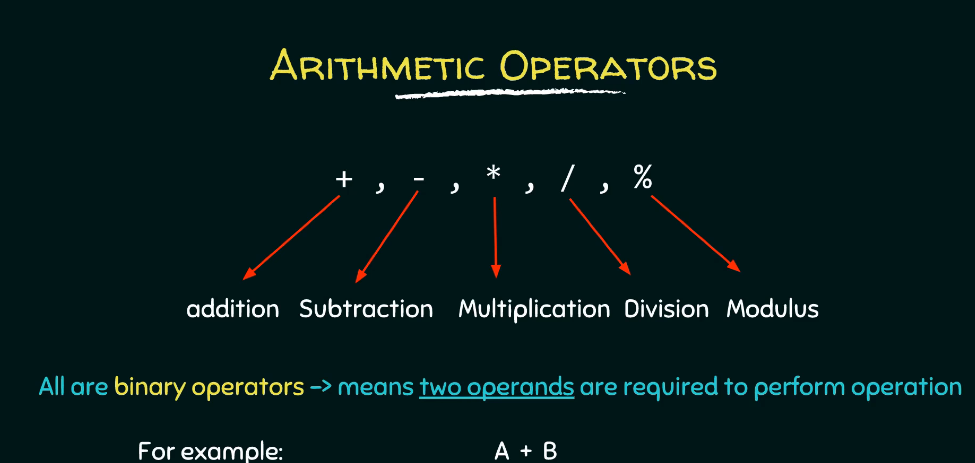 ARITHMETIC OPERATORS
+ , - , * , / , %
addition Subtraction Multiplication Division Modulus
All are binary operators –> means two operands are required to perform operation
For example: A + B